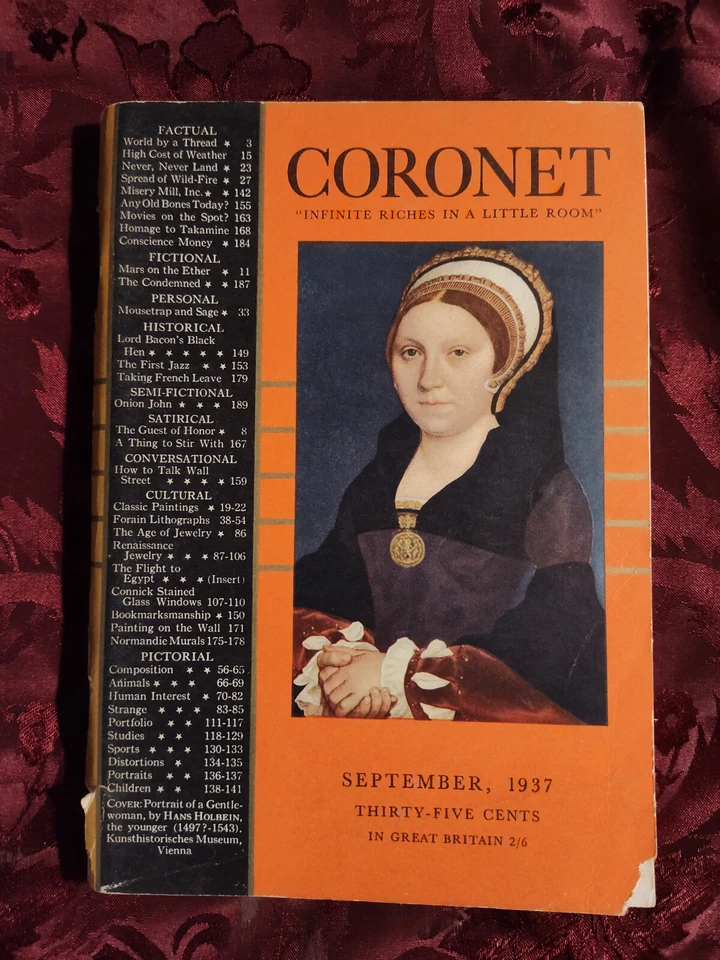 FACTUAL
World by a Thread ★ 3
High Cost of Weather 15
Never, Never Land ★ 23
Spread of Wild-Fire ★ 27
Misery Mill, Inc. ★ ★ 142
Any Old Bones Today? 155
Movies on the Spot? 163
Homage to Takamine 168
Conscience Money ★ 184
FICTIONAL
Mars on the Ether ★ 11
The Condemned ★ ★ 187
PERSONAL
Mousetrap and Sage ★ 33
HISTORICAL
Lord Bacon's Black
Hen ★ ★ ★ ★ ★ 149
The First Jazz ★ ★ 153
Taking French Leave 179
SEMI-FICTIONAL
Onion John ★ ★ ★ 189
SATIRICAL
The Guest of Honor ★ 8
A Thing to Stir With 167
CONVERSATIONAL
How to Talk Wall
Street ★ ★ ★ ★ 159
CULTURAL
Classic Paintings ★ 19-22
Forain Lithographs 38-54
The Age of Jewelry ★ 86
Renaissance
Jewelry ★ ★ ★ 87-106
The Flight to
Egypt ★ ★ ★ (Insert)
Connick Stained
Glass Windows 107-110
Bookmarksmanship ★ 150
Painting on the Wall 171
Normandie Murals 175-178
PICTORIAL
Composition ★ ★ 56-65
Animals ★ ★ ★ 66-69
Human Interest ★ 70-82
Strange ★ ★ ★ 83-85
Portfolio ★ ★ 111-117
Studies ★ ★ 118-129
Sports ★ ★ ★ 130-133
Distortions ★ 134-135
Portraits ★ ★ 136-137
Children ★ ★ 138-141
COVER: Portrait of a Gentle-
woman, by HANS HOLBEIN,
the younger (1497?-1543).
Kunsthistorisches Museum,
Vienna
CORONET
"INFINITE RICHES IN A LITTLE ROOM"
SEPTEMBER, 1937
THIRTY-FIVE CENTS
IN GREAT BRITAIN 2/6